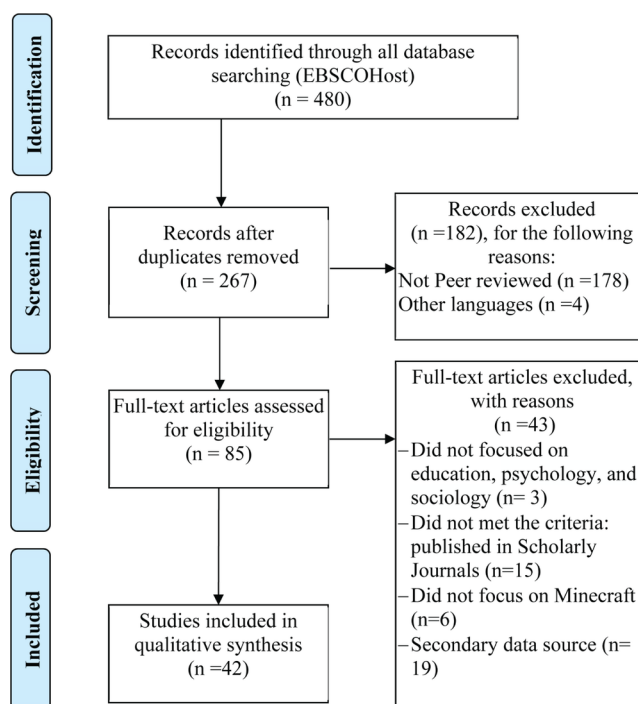 Identification
Records identified through all database
searching (EBSCOHost)
(n = 480)
Screening
Records after
duplicates removed
(n = 267)
Records excluded
(n =182), for the following
reasons:
Not Peer reviewed (n =178)
Other languages (n =4)
Eligibility
Full-text articles assessed
for eligibility
(n = 85)
Full-text articles excluded,
with reasons
(n =43)
–Did not focused on
education, psychology, and
sociology (n= 3)
–Did not met the criteria:
published in Scholarly
Journals (n=15)
–Did not focus on Minecraft
(n=6)
–Secondary data source (n=
19)
Included
Studies included in
qualitative synthesis
(n =42)